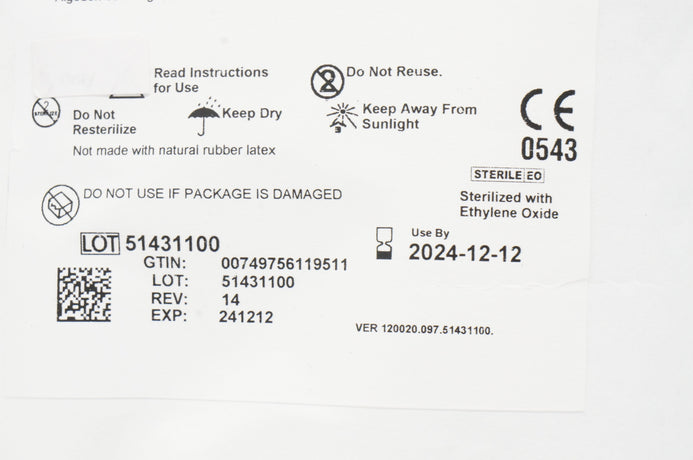 Read Instructions
for Use
Do Not Reuse.
Do Not
Resterilize
Keep Dry
Keep Away From
Sunlight
CE
0543
Not made with natural rubber latex
STERILE EO
DO NOT USE IF PACKAGE IS DAMAGED
Sterilized with
Ethylene Oxide
LOT 51431100
Use By
2024-12-12
GTIN: 00749756119511
LOT: 51431100
REV: 14
EXP: 241212
VER 120020.097.51431100.